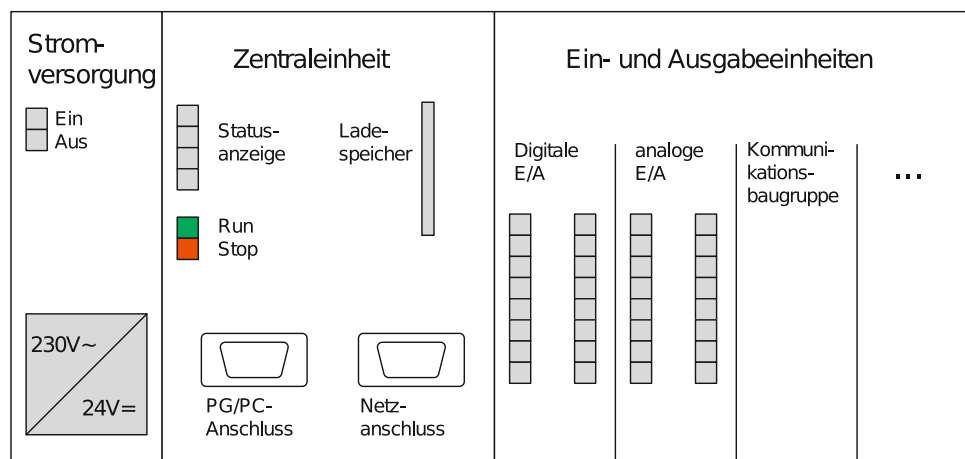 Strom-
versorgung
Ein
Aus
230V~
24V=
Zentraleinheit
Status-
anzeige
Lade-
speicher
Run
Stop
PG/PC-
Anschluss
Netz-
anschluss
Ein- und Ausgabeeinheiten
Digitale
E/A
analoge
E/A
Kommuni-
kations-
baugruppe
...